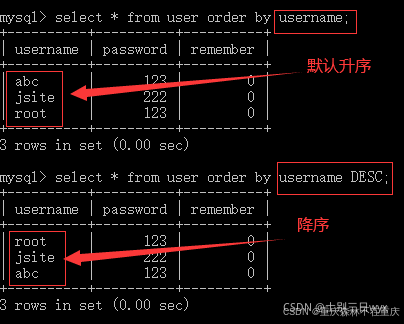 mysql> select * from user order by username;
username | password | remember
abc | 123 | 0
jsite | 222 | 0
root | 123 | 0
默认升序
3 rows in set (0.00 sec)
mysql> select * from user order by username DESC;
username | password | remember
root | 123 | 0
jsite | 222 | 0
abc | 123 | 0
降序
3 rows in set (0.00 sec)
CSDN